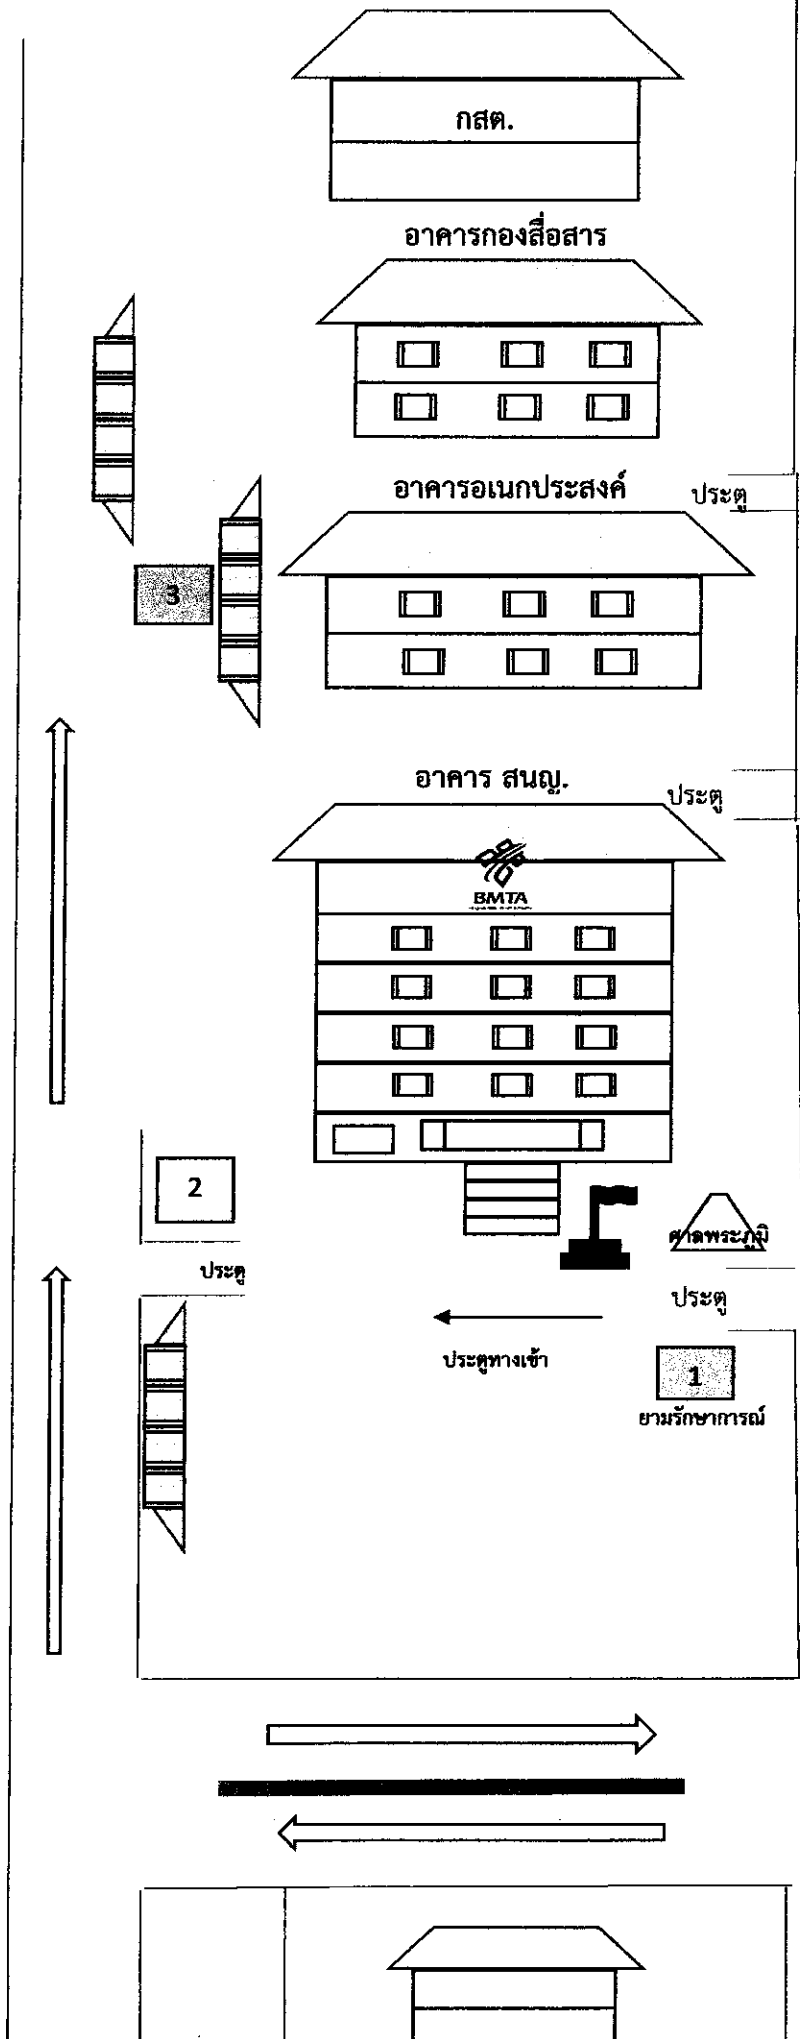 กสต.
อาคารกองสื่อสาร
อาคารอเนกประสงค์
ประตู
3
อาคาร สนญ.
ประตู
BMTA
2
ศาลพระภูมิ
ประตู
ประตู
ประตูทางเข้า
1
ยามรักษาการณ์